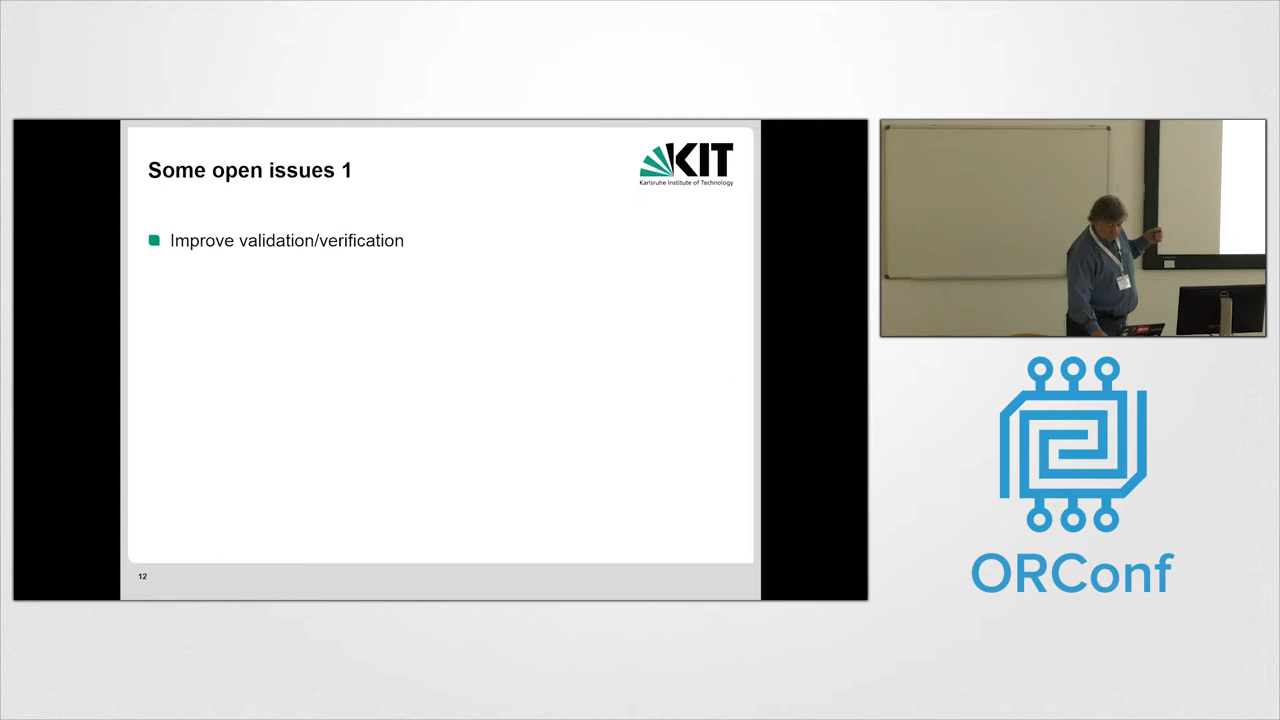 Some open issues 1
KIT
Karlsruhe Institute of Technology
Improve validation/verification
12
ORConf